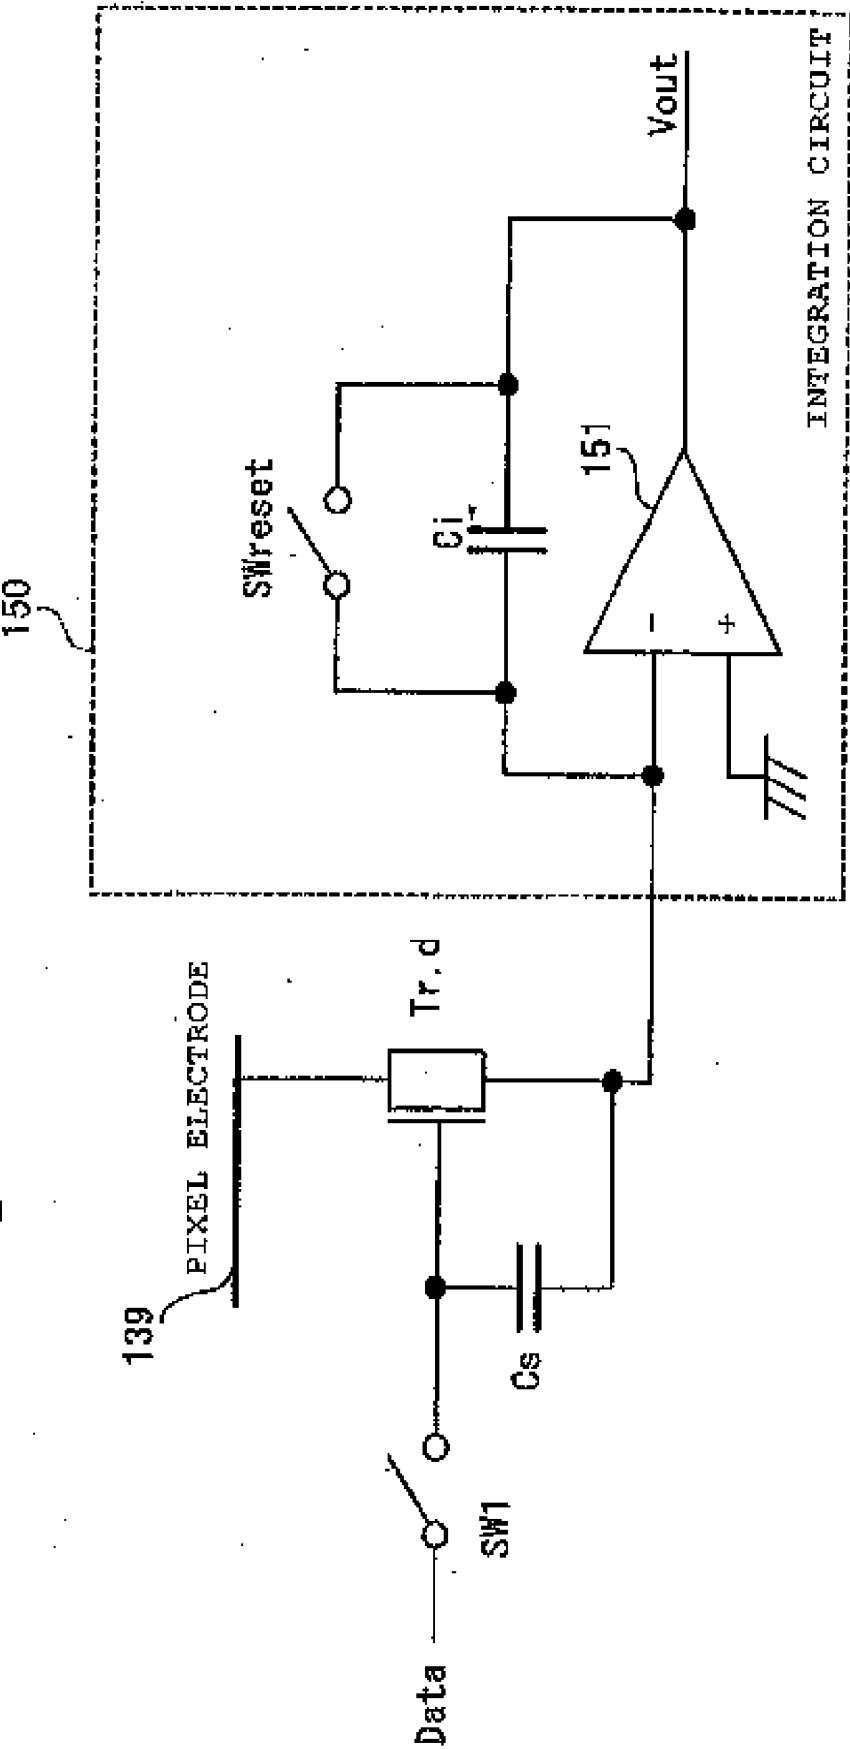 150
SWreset
Ci
151
Vout
-
+
INTEGRATION CIRCUIT
139
PIXEL ELECTRODE
Tr.d
Cs
SW1
Data